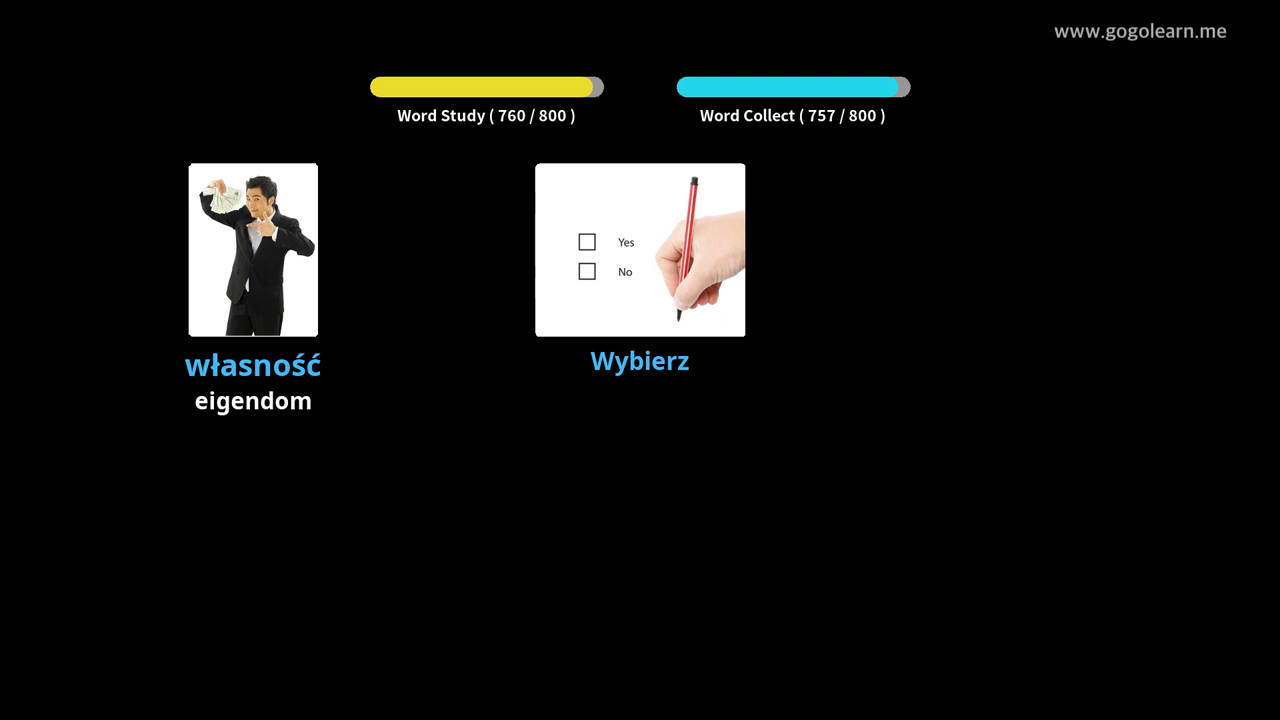 www.gogolearn.me
Word Study ( 760 / 800 )
Word Collect ( 757 / 800 )
Yes
No
własność
eigendom
Wybierz